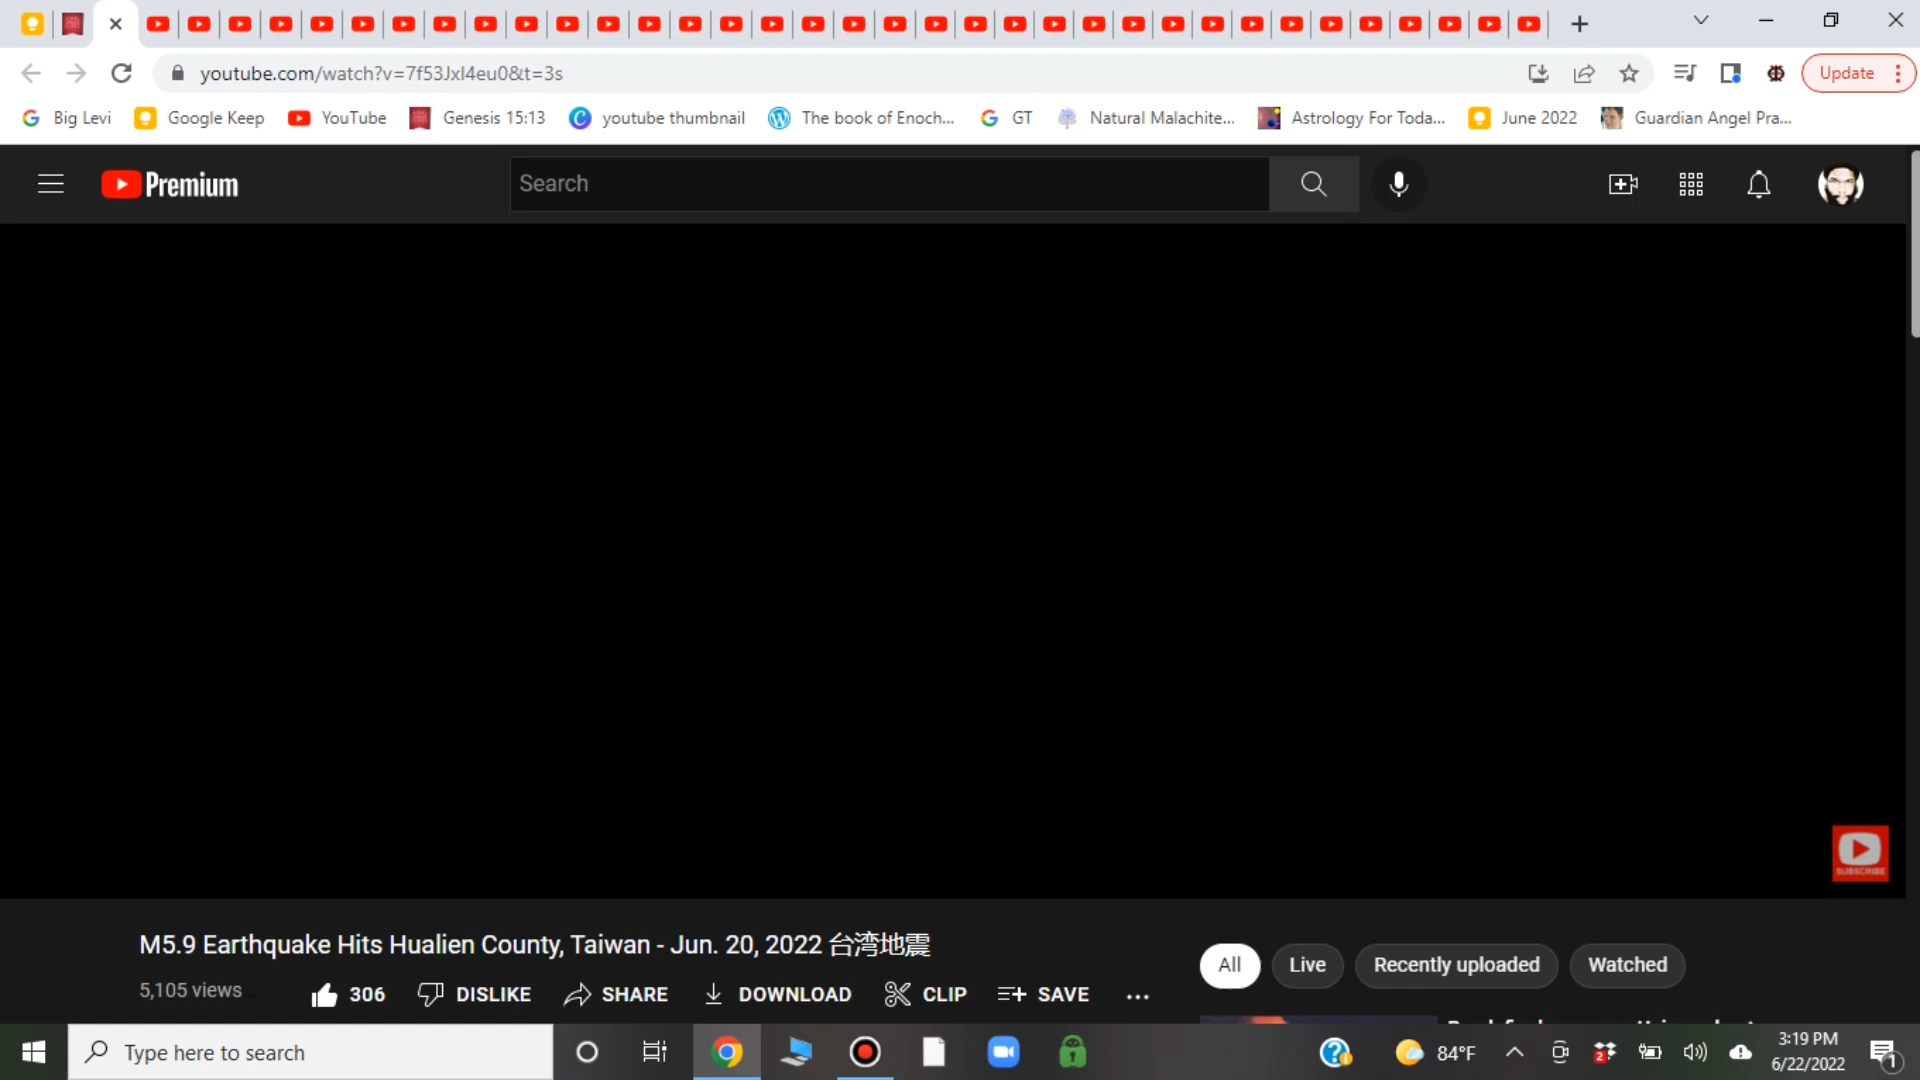 youtube.com/watch?v=7f53Jxl4eu0&t=3s
Update
Big Levi
Google Keep
YouTube
Genesis 15:13
youtube thumbnail
The book of Enoch...
GT
Natural Malachite...
Astrology For Toda...
June 2022
Guardian Angel Pra...
Premium
Search
SUBSCRIBE
M5.9 Earthquake Hits Hualien County, Taiwan - Jun. 20, 2022 台湾地震
5,105 views
306
DISLIKE
SHARE
DOWNLOAD
CLIP
SAVE
All
Live
Recently uploaded
Watched
Type here to search
84°F
2
3:19 PM
6/22/2022
1